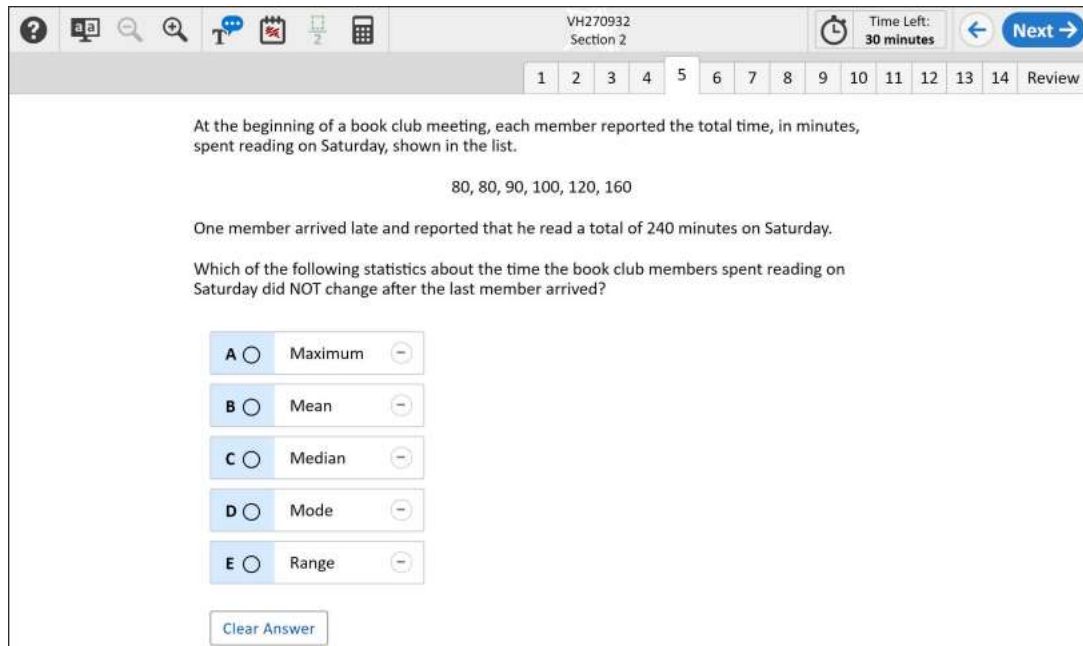 ?
aa
T
2
VH270932
Section 2
Time Left:
30 minutes
Next →
1 2 3 4 5 6 7 8 9 10 11 12 13 14 Review
At the beginning of a book club meeting, each member reported the total time, in minutes,
spent reading on Saturday, shown in the list.
80, 80, 90, 100, 120, 160
One member arrived late and reported that he read a total of 240 minutes on Saturday.
Which of the following statistics about the time the book club members spent reading on
Saturday did NOT change after the last member arrived?
A Maximum
B Mean
C Median
D Mode
E Range
Clear Answer